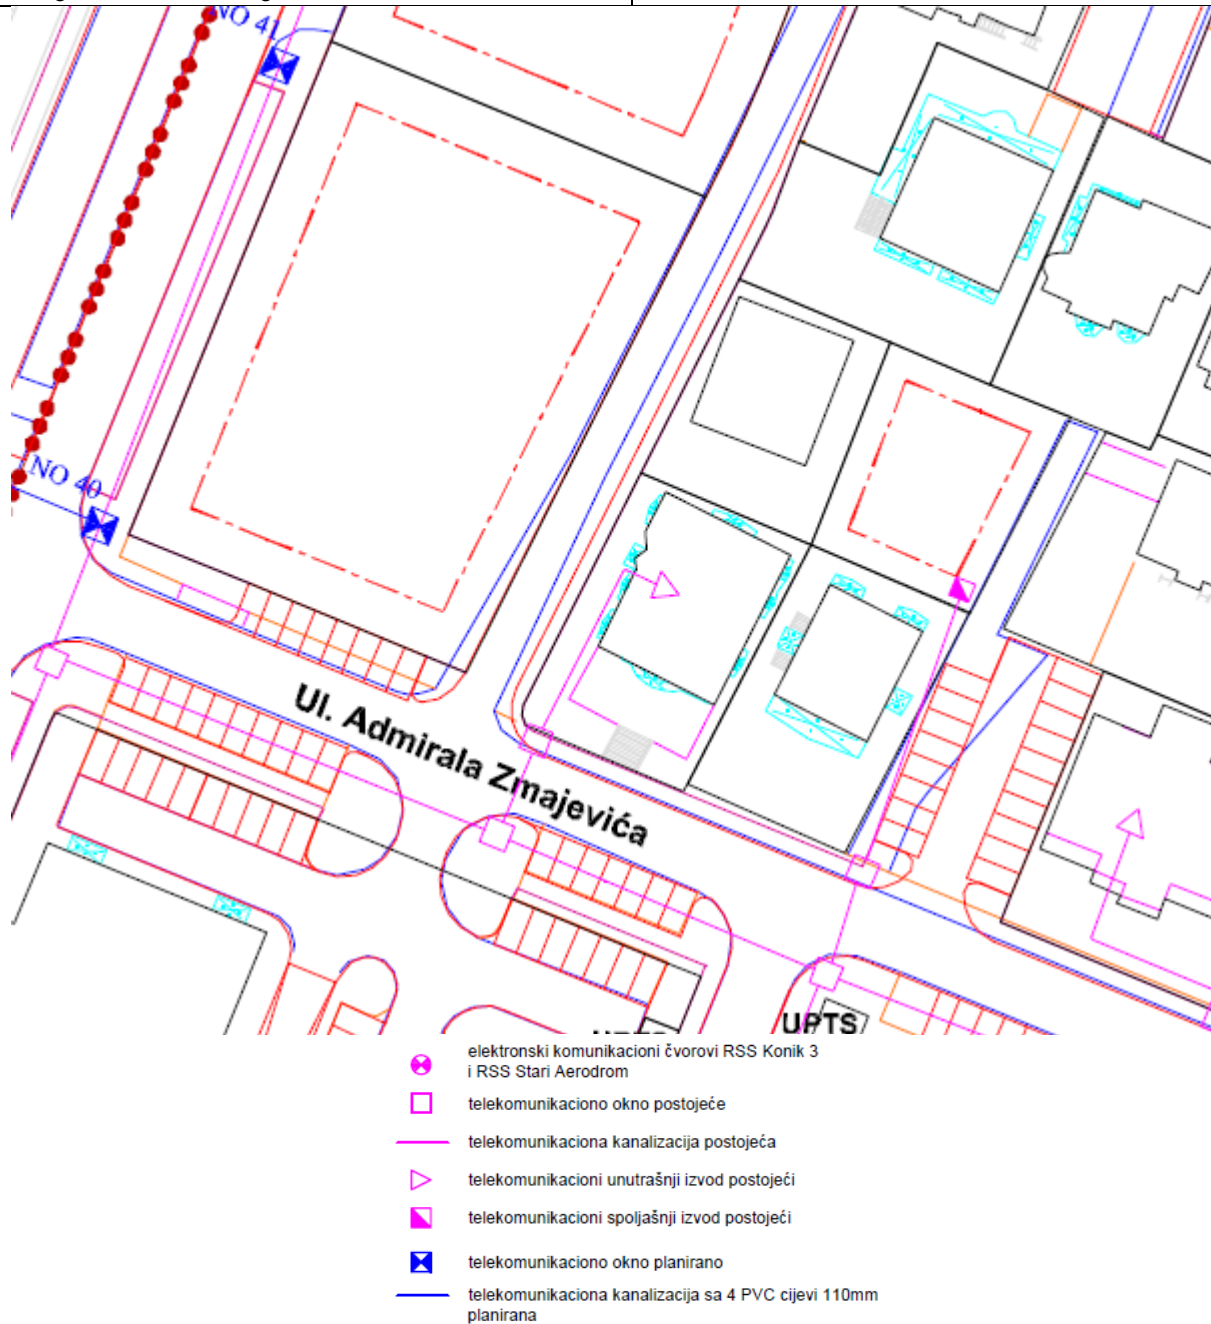 NO 41
NO 40
Ul. Admirala Zmajevića
UPTS
elektronski komunikacioni čvorovi RSS Konik 3
i RSS Stari Aerodrom
telekomunikaciono okno postojeće
telekomunikaciona kanalizacija postojeća
telekomunikacioni unutrašnji izvod postojeći
telekomunikacioni spoljašnji izvod postojeći
telekomunikaciono okno planirano
telekomunikaciona kanalizacija sa 4 PVC cijevi 110mm
planirana